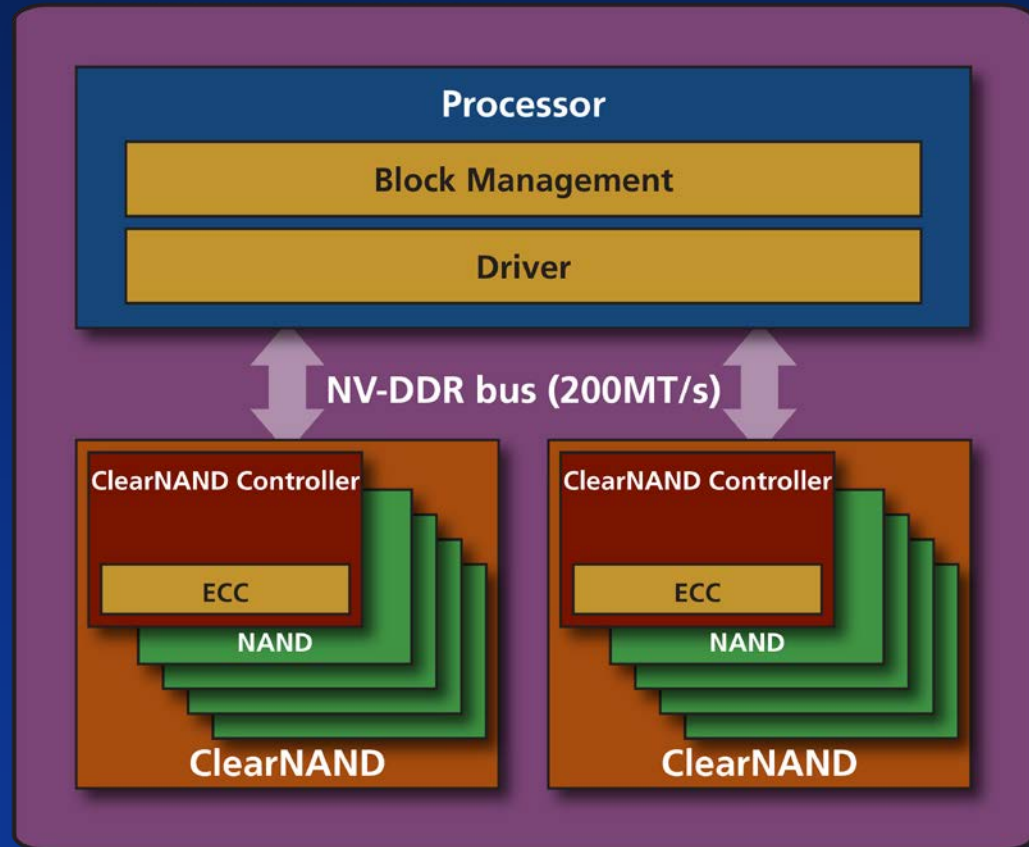 Processor
Block Management
Driver
NV-DDR bus (200MT/s)
ClearNAND Controller
ECC
NAND
ClearNAND
ClearNAND Controller
ECC
NAND
ClearNAND